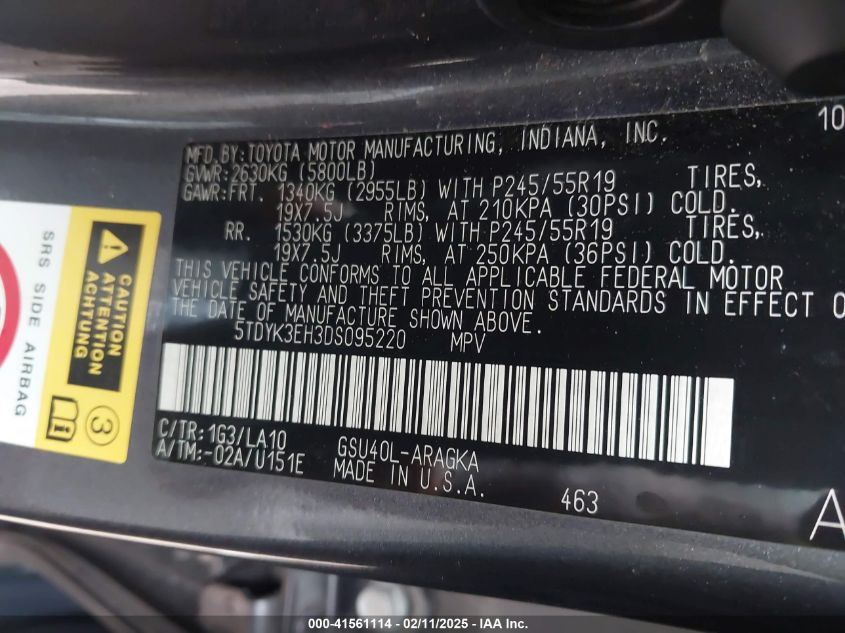 10
MFD.BY:TOYOTA MOTOR MANUFACTURING, INDIANA, INC.
GVWR:2630KG (5800LB)
GAWR:FRT. 1340KG (2955LB) WITH P245/55R19 TIRES,
19X7.5J RIMS, AT 210KPA (30PSI) COLD.
RR. 1530KG (3375LB) WITH P245/55R19 TIRES,
19X7.5J RIMS, AT 250KPA (36PSI) COLD.
THIS VEHICLE CONFORMS TO ALL APPLICABLE FEDERAL MOTOR
VEHICLE SAFETY AND THEFT PREVENTION STANDARDS IN EFFECT O
THE DATE OF MANUFACTURE SHOWN ABOVE.
5TDYK3EH3DS095220 MPV
C/TR:1G3/LA10 GSU40L-ARAGKA
A/TM:-02A/U151E MADE IN U.S.A.
463
A
SRS SIDE AIRBAG
CAUTION
ATTENTION
ACHTUNG
3
000-41561114 - 02/11/2025 - IAA Inc.